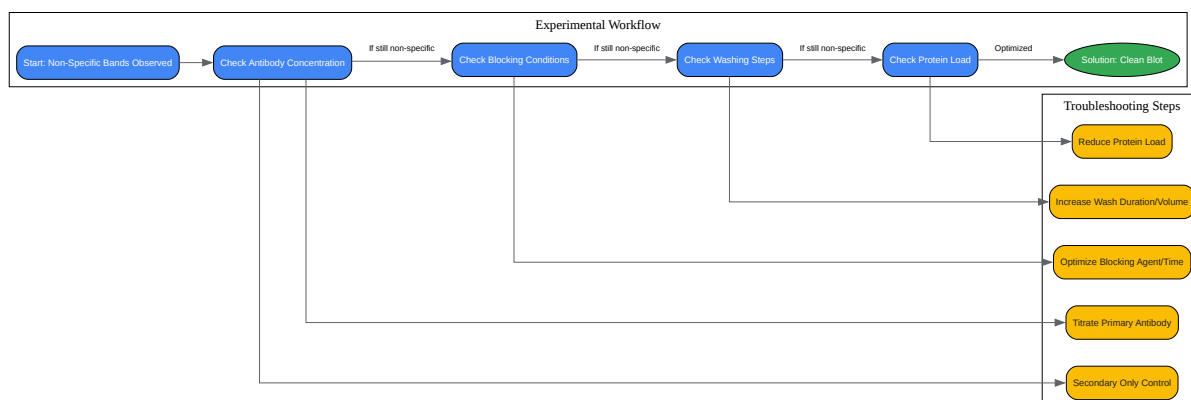 Experimental Workflow
Start: Non-Specific Bands Observed
Check Antibody Concentration
If still non-specific
Check Blocking Conditions
If still non-specific
Check Washing Steps
If still non-specific
Check Protein Load
Optimized
Solution: Clean Blot
Troubleshooting Steps
Reduce Protein Load
Increase Wash Duration/Volume
Optimize Blocking Agent/Time
Titrate Primary Antibody
Secondary Only Control